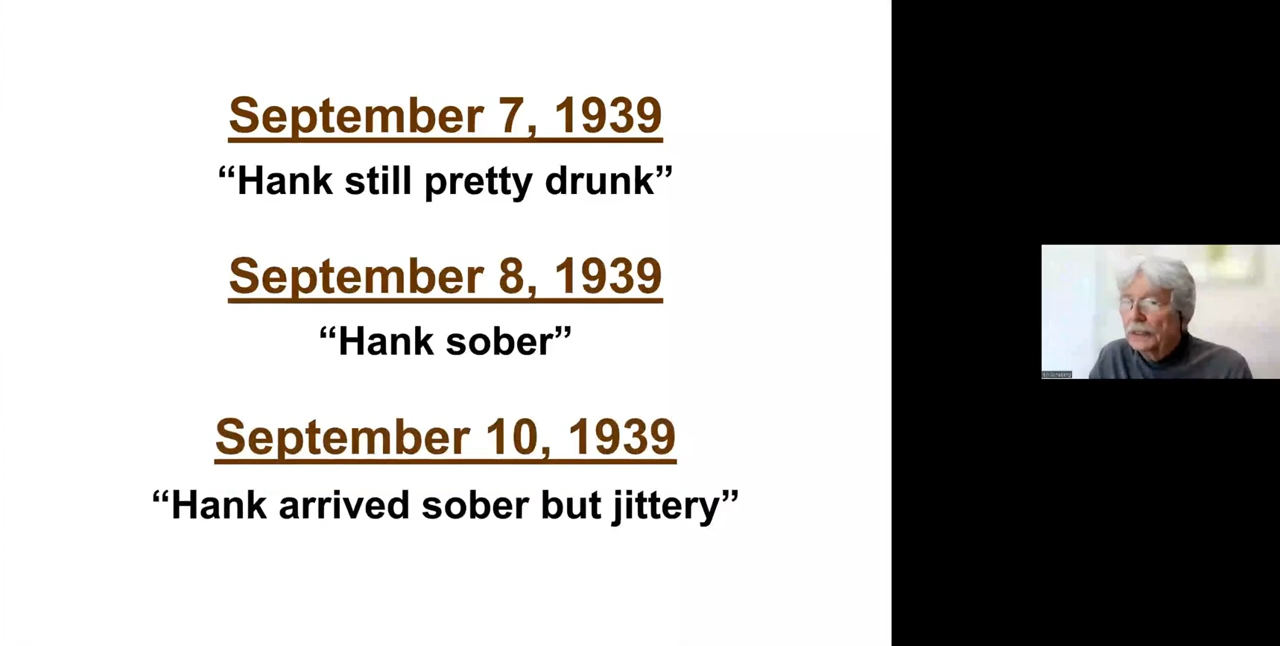 September 7, 1939
“Hank still pretty drunk”
September 8, 1939
“Hank sober”
September 10, 1939
“Hank arrived sober but jittery”